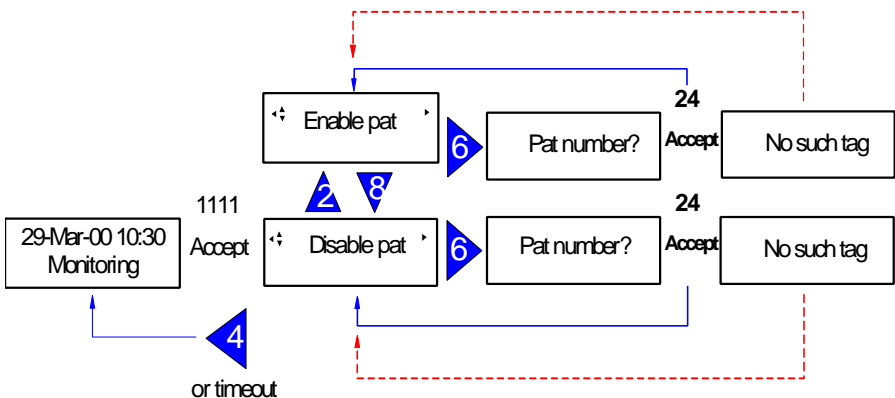 24
Enable pat
6
Pat number?
Accept
No such tag
2
8
1111
24
29-Mar-00 10:30
Monitoring
Accept
Disable pat
6
Pat number?
Accept
No such tag
4
or timeout